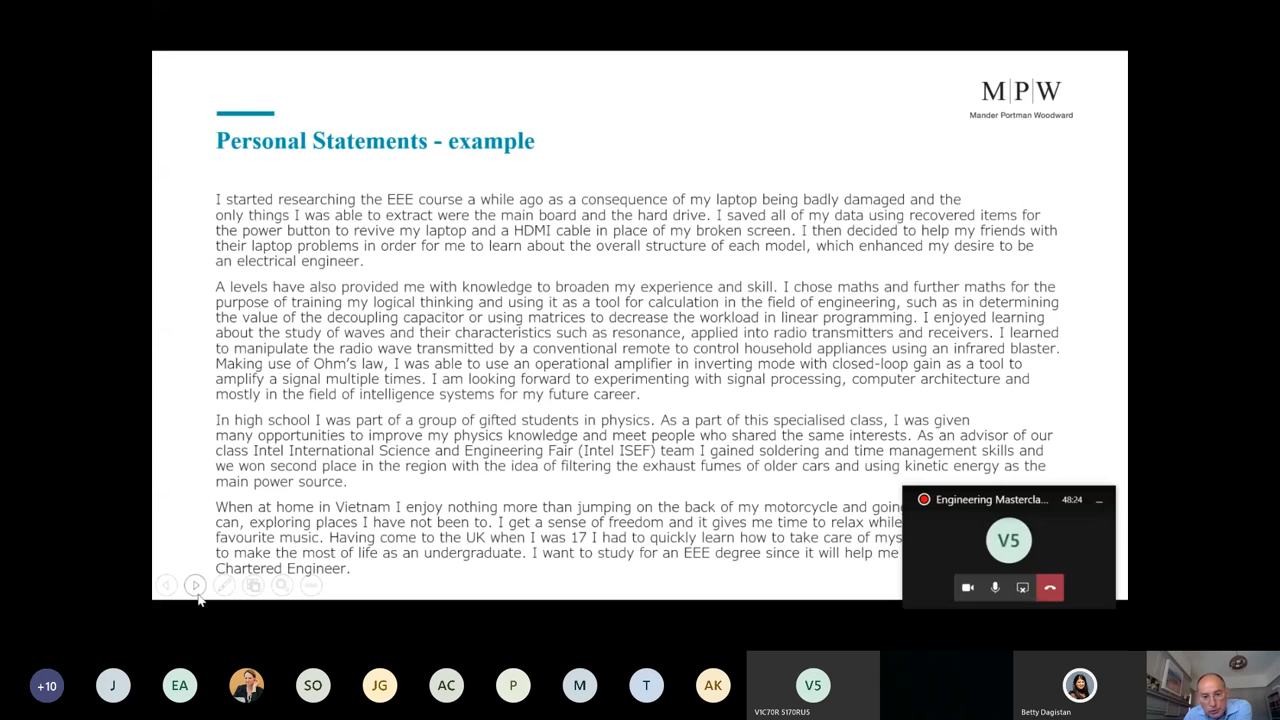 M|P|W
Mander Portman Woodward
Personal Statements - example
I started researching the EEE course a while ago as a consequence of my laptop being badly damaged and the
only things I was able to extract were the main board and the hard drive. I saved all of my data using recovered items for
the power button to revive my laptop and a HDMI cable in place of my broken screen. I then decided to help my friends with
their laptop problems in order for me to learn about the overall structure of each model, which enhanced my desire to be
an electrical engineer.
A levels have also provided me with knowledge to broaden my experience and skill. I chose maths and further maths for the
purpose of training my logical thinking and using it as a tool for calculation in the field of engineering, such as in determining
the value of the decoupling capacitor or using matrices to decrease the workload in linear programming. I enjoyed learning
about the study of waves and their characteristics such as resonance, applied into radio transmitters and receivers. I learned
to manipulate the radio wave transmitted by a conventional remote to control household appliances using an infrared blaster.
Making use of Ohm's law, I was able to use an operational amplifier in inverting mode with closed-loop gain as a tool to
amplify a signal multiple times. I am looking forward to experimenting with signal processing, computer architecture and
mostly in the field of intelligence systems for my future career.
In high school I was part of a group of gifted students in physics. As a part of this specialised class, I was given
many opportunities to improve my physics knowledge and meet people who shared the same interests. As an advisor of our
class Intel International Science and Engineering Fair (Intel ISEF) team I gained soldering and time management skills and
we won second place in the region with the idea of filtering the exhaust fumes of older cars and using kinetic energy as the
main power source.
When at home in Vietnam I enjoy nothing more than jumping on the back of my motorcycle and going
can, exploring places I have not been to. I get a sense of freedom and it gives me time to relax while
favourite music. Having come to the UK when I was 17 I had to quickly learn how to take care of
to make the most of life as an undergraduate. I want to study for an EEE degree since it will help me
Chartered Engineer.
Engineering Mastercla... 48:24
V5
+10 J EA SO JG AC P M T AK V5
V1C70R 5170RU5
Betty Dagistan